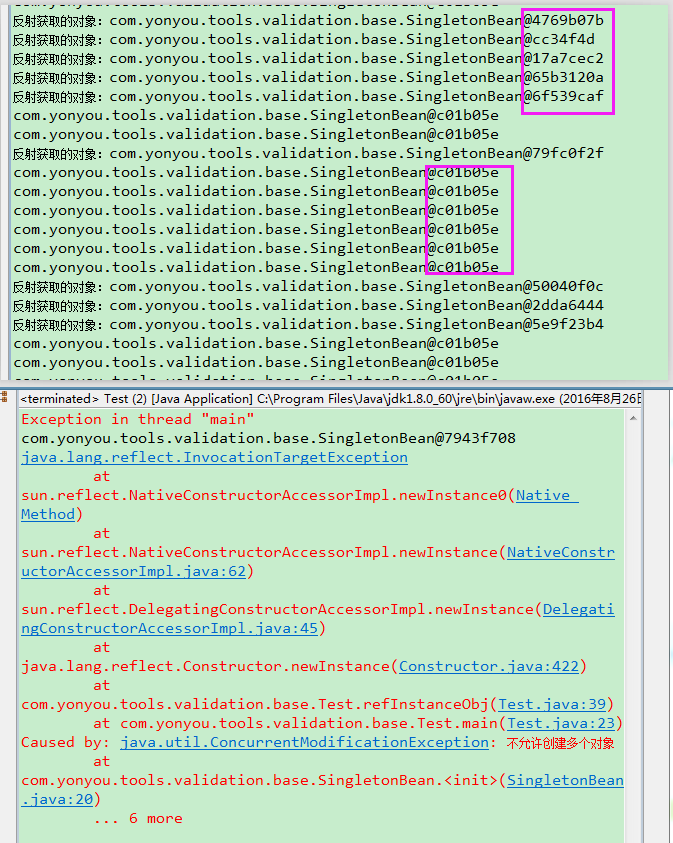 反射获取的对象：com.yonyou.tools.validation.base.SingletonBean@4769b07b
反射获取的对象：com.yonyou.tools.validation.base.SingletonBean@cc34f4d
反射获取的对象：com.yonyou.tools.validation.base.SingletonBean@17a7cec2
反射获取的对象：com.yonyou.tools.validation.base.SingletonBean@65b3120a
反射获取的对象：com.yonyou.tools.validation.base.SingletonBean@6f539caf
com.yonyou.tools.validation.base.SingletonBean@c01b05e
com.yonyou.tools.validation.base.SingletonBean@c01b05e
反射获取的对象：com.yonyou.tools.validation.base.SingletonBean@79fc0f2f
com.yonyou.tools.validation.base.SingletonBean@c01b05e
com.yonyou.tools.validation.base.SingletonBean@c01b05e
com.yonyou.tools.validation.base.SingletonBean@c01b05e
com.yonyou.tools.validation.base.SingletonBean@c01b05e
com.yonyou.tools.validation.base.SingletonBean@c01b05e
com.yonyou.tools.validation.base.SingletonBean@c01b05e
反射获取的对象：com.yonyou.tools.validation.base.SingletonBean@50040f0c
反射获取的对象：com.yonyou.tools.validation.base.SingletonBean@2dda6444
反射获取的对象：com.yonyou.tools.validation.base.SingletonBean@5e9f23b4
com.yonyou.tools.validation.base.SingletonBean@c01b05e
com.yonyou.tools.validation.base.SingletonBean@c01b05e
<terminated> Test (2) [Java Application] C:\Program Files\Java\jdk1.8.0_60\jre\bin\javaw.exe (2016年8月26日
Exception in thread "main"
com.yonyou.tools.validation.base.SingletonBean@7943f708
java.lang.reflect.InvocationTargetException
at
sun.reflect.NativeConstructorAccessorImpl.newInstance0(Native
Method)
at
sun.reflect.NativeConstructorAccessorImpl.newInstance(NativeConstr
uctorAccessorImpl.java:62)
at
sun.reflect.DelegatingConstructorAccessorImpl.newInstance(Delegati
ngConstructorAccessorImpl.java:45)
at
java.lang.reflect.Constructor.newInstance(Constructor.java:422)
at
com.yonyou.tools.validation.base.Test.refInstanceObj(Test.java:39)
at com.yonyou.tools.validation.base.Test.main(Test.java:23)
Caused by: java.util.ConcurrentModificationException: 不允许创建多个对象
at
com.yonyou.tools.validation.base.SingletonBean.<init>(SingletonBean
.java:20)
... 6 more